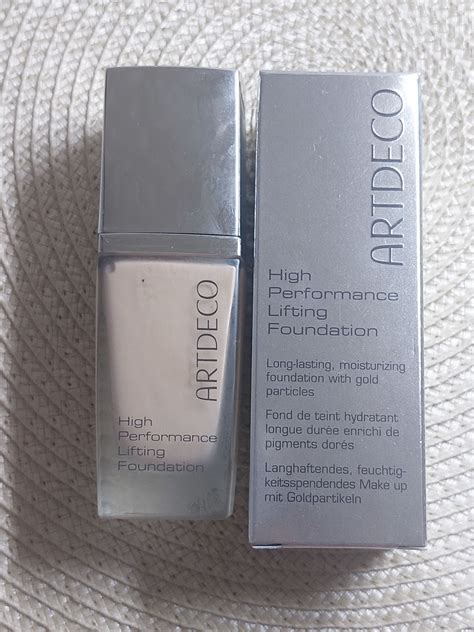 ARTDECO
High
Performance
Lifting
Foundation
ARTDECO
High
Performance
Lifting
Foundation
Long-lasting, moisturizing
foundation with gold
particles
Fond de teint hydratant
longue durée enrichi de
pigments dorés
Langhaftendes, feuchtig-
keitsspendendes Make up
mit Goldpartikeln